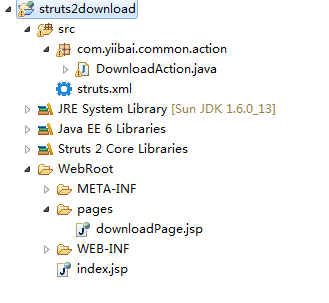 struts2download
src
com.yiibai.common.action
DownloadAction.java
struts.xml
JRE System Library [Sun JDK 1.6.0_13]
Java EE 6 Libraries
Struts 2 Core Libraries
WebRoot
META-INF
pages
downloadPage.jsp
WEB-INF
index.jsp